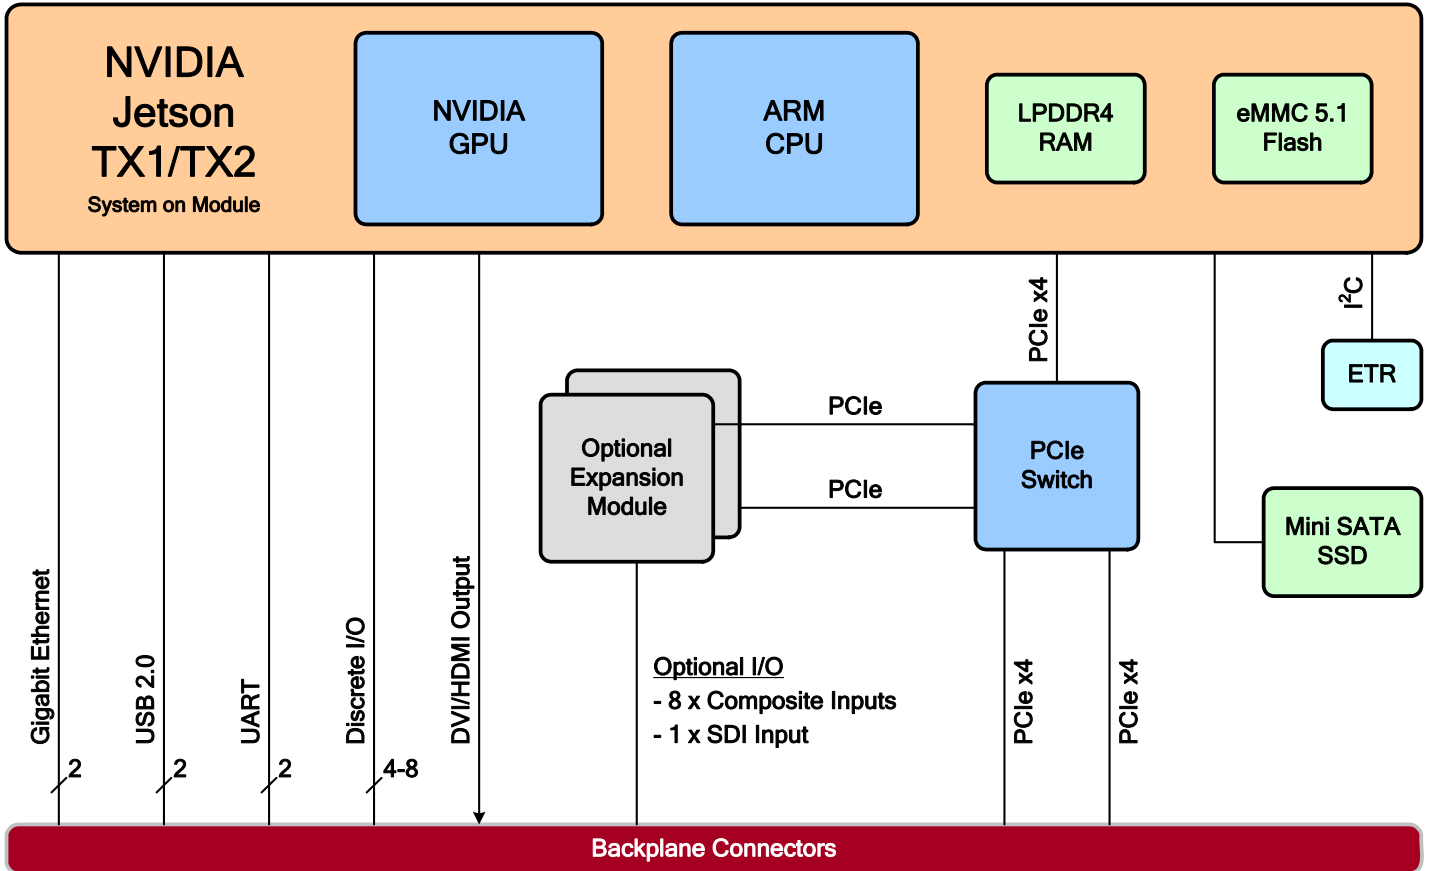 NVIDIA
Jetson
TX1/TX2
System on Module
NVIDIA
GPU
ARM
CPU
LPDDR4
RAM
eMMC 5.1
Flash
PCIe x4
I²C
ETR
PCIe
PCIe
Optional
Expansion
Module
PCIe
Switch
Mini SATA
SSD
Gigabit Ethernet
USB 2.0
UART
Discrete I/O
DVI/HDMI Output
Optional I/O
- 8 x Composite Inputs
- 1 x SDI Input
PCIe x4
PCIe x4
2
2
2
4-8
Backplane Connectors